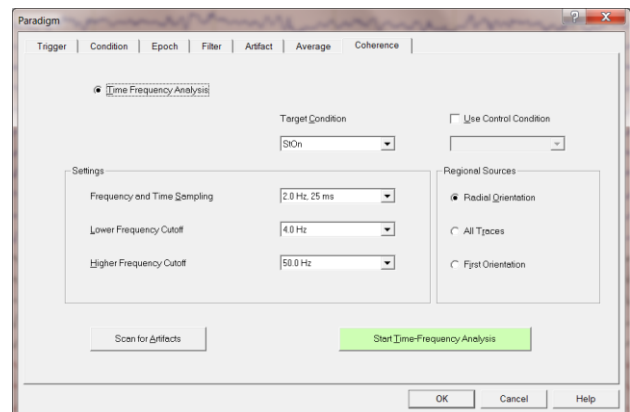 Paradigm
Trigger Condition Epoch Filter Artifact Average Coherence
Time Frequency Analysis
Target Condition Use Control Condition
StOn
Settings Regional Sources
Frequency and Time Sampling 2.0 Hz, 25 ms Radial Orientation
Lower Frequency Cutoff 4.0 Hz All Traces
Higher Frequency Cutoff 50.0 Hz First Orientation
Scan for Artifacts Start Time-Frequency Analysis
OK Cancel Help